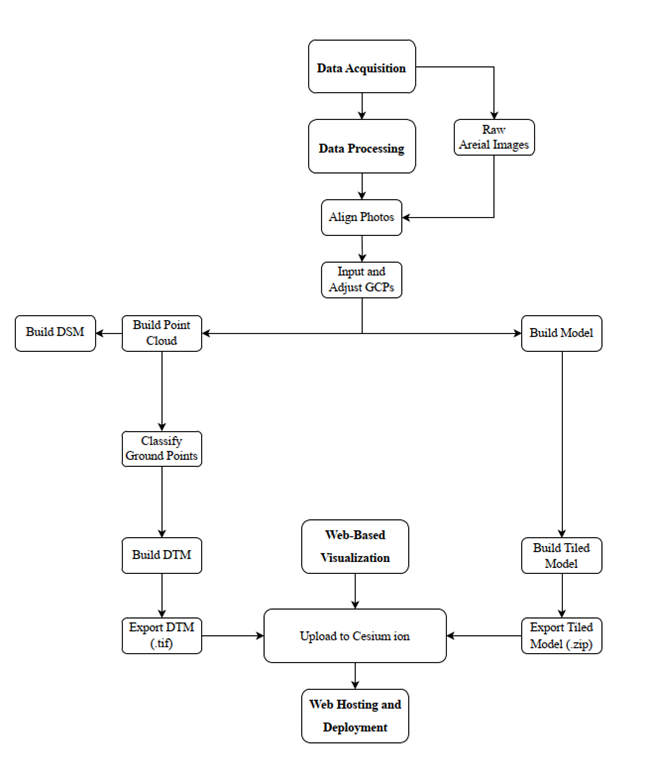 Data Acquisition
Data Processing
Raw
Areial Images
Align Photos
Input and
Adjust GCPs
Build DSM
Build Point
Cloud
Build Model
Classify
Ground Points
Web-Based
Visualization
Build DTM
Build Tiled
Model
Export DTM
(.tif)
Upload to Cesium ion
Export Tiled
Model (.zip)
Web Hosting and
Deployment